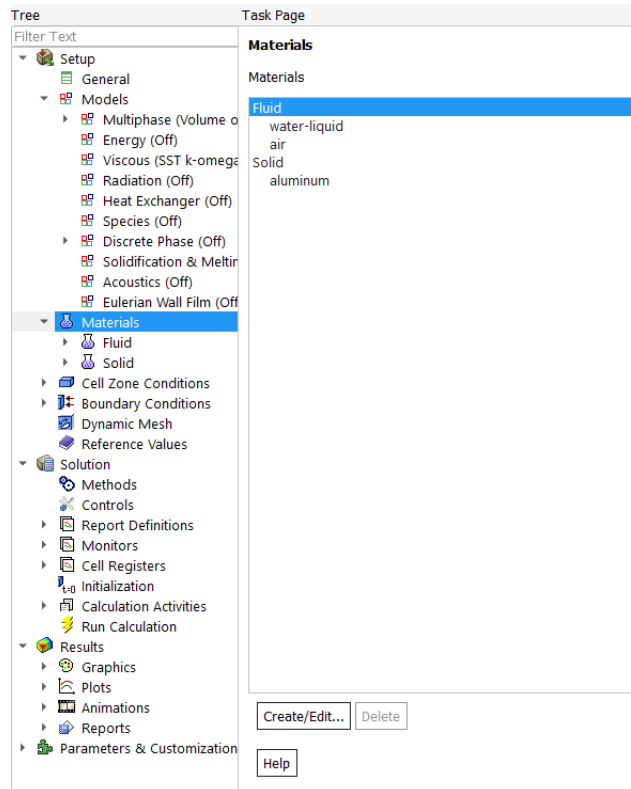 Tree
Filter Text
Setup
General
Models
Multiphase (Volume o
Energy (Off)
Viscous (SST k-omega
Radiation (Off)
Heat Exchanger (Off)
Species (Off)
Discrete Phase (Off)
Solidification & Meltin
Acoustics (Off)
Eulerian Wall Film (Off
Materials
Fluid
Solid
Cell Zone Conditions
Boundary Conditions
Dynamic Mesh
Reference Values
Solution
Methods
Controls
Report Definitions
Monitors
Cell Registers
t=0 Initialization
Calculation Activities
Run Calculation
Results
Graphics
Plots
Animations
Reports
Parameters & Customization
Task Page
Materials
Materials
Fluid
water-liquid
air
Solid
aluminum
Create/Edit... Delete
Help